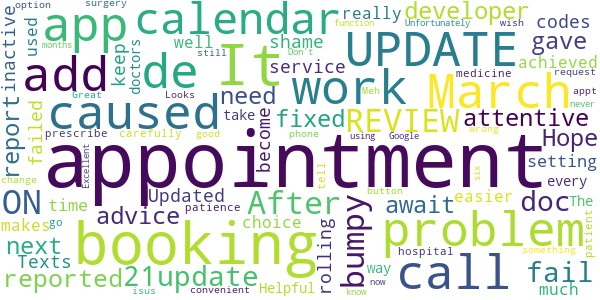 option surgery
app calendar really developer
Unfortunately wish
months function
inactive used doctors well shame UPDATE gave codes
still Don't
add de It keep service work March achieved
Great Meh medicine request
Looks appt
report failed caused need take fixed REVIEW attentive never
prescribe carefully good phone using Google wrong Hope
become setting every
appointment
Excellent tell six
ON Updated After await doc easier
time patience button
makes advice choice bumpy The
change go rolling problem patient
next booking hospital something
Texts way
reported 21update call fail much
isus convenient Helpful know now